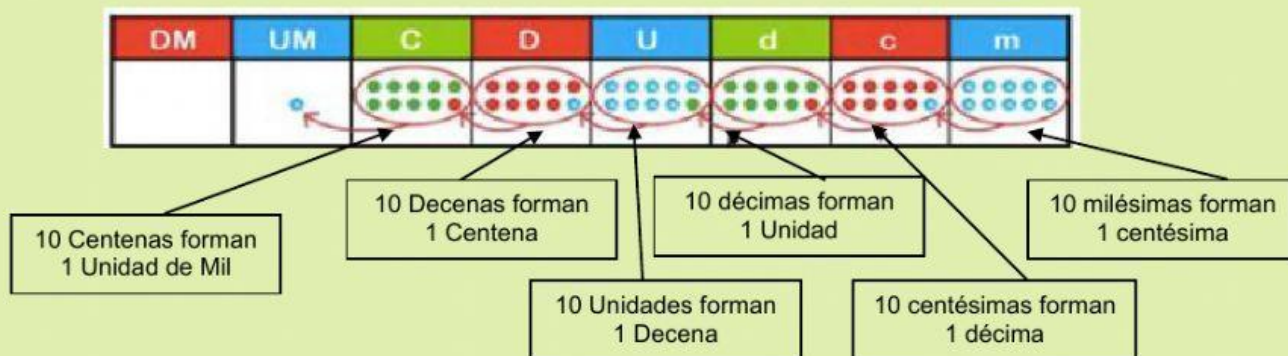 DM UM C D U d c m
10 Centenas forman
1 Unidad de Mil
10 Decenas forman
1 Centena
10 Unidades forman
1 Decena
10 décimas forman
1 Unidad
10 centésimas forman
1 décima
10 milésimas forman
1 centésima